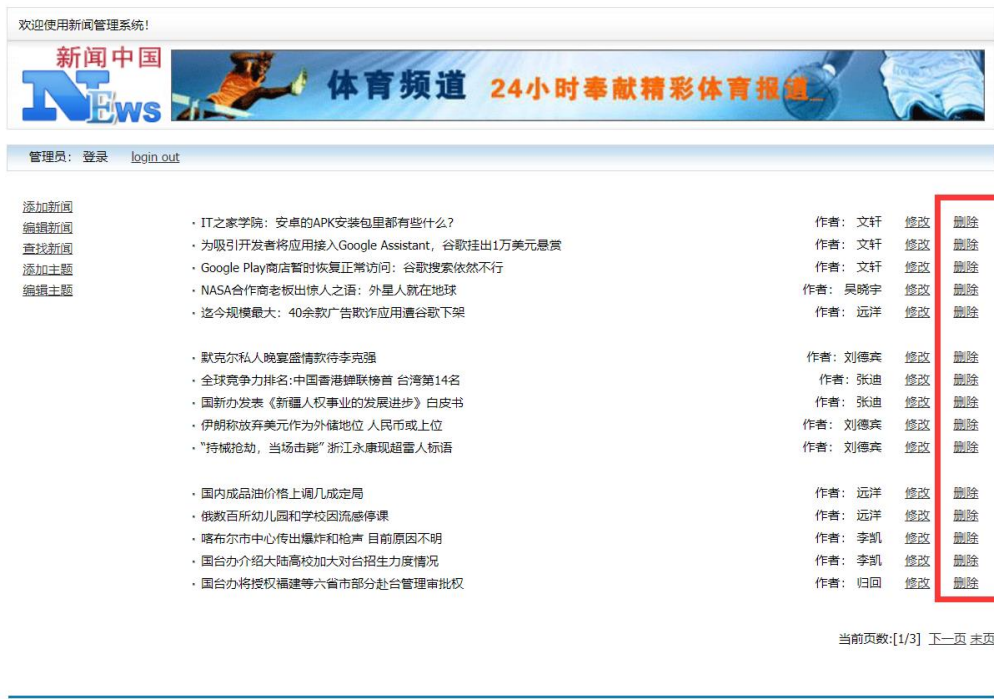 欢迎使用新闻管理系统!
新闻中国
NEws
体育频道 24小时奉献精彩体育报道_
管理员： 登录 login out
添加新闻
编辑新闻
查找新闻
添加主题
编辑主题
· IT之家学院：安卓的APK安装包里都有些什么? 作者： 文轩 修改 删除
· 为吸引开发者将应用接入Google Assistant，谷歌挂出1万美元悬赏 作者： 文轩 修改 删除
· Google Play商店暂时恢复正常访问：谷歌搜索依然不行 作者： 文轩 修改 删除
· NASA合作商老板出惊人之语：外星人就在地球 作者： 吴晓宇 修改 删除
· 迄今规模最大：40余款广告欺诈应用遭谷歌下架 作者： 远洋 修改 删除
· 默克尔私人晚宴盛情款待李克强 作者：刘德宾 修改 删除
· 全球竞争力排名:中国香港蝉联榜首 台湾第14名 作者：张迪 修改 删除
· 国新办发表《新疆人权事业的发展进步》白皮书 作者： 张迪 修改 删除
· 伊朗称放弃美元作为外储地位 人民币或上位 作者： 刘德宾 修改 删除
· “持械抢劫，当场击毙” 浙江永康现超雷人标语 作者： 刘德宾 修改 删除
· 国内成品油价格上调几成定局 作者： 远洋 修改 删除
· 俄数百所幼儿园和学校因流感停课 作者： 远洋 修改 删除
· 喀布尔市中心传出爆炸和枪声 目前原因不明 作者： 李凯 修改 删除
· 国台办介绍大陆高校加大对台招生力度情况 作者： 李凯 修改 删除
· 国台办将授权福建等六省市部分赴台管理审批权 作者： 归回 修改 删除
当前页数:[1/3] 下一页 末页